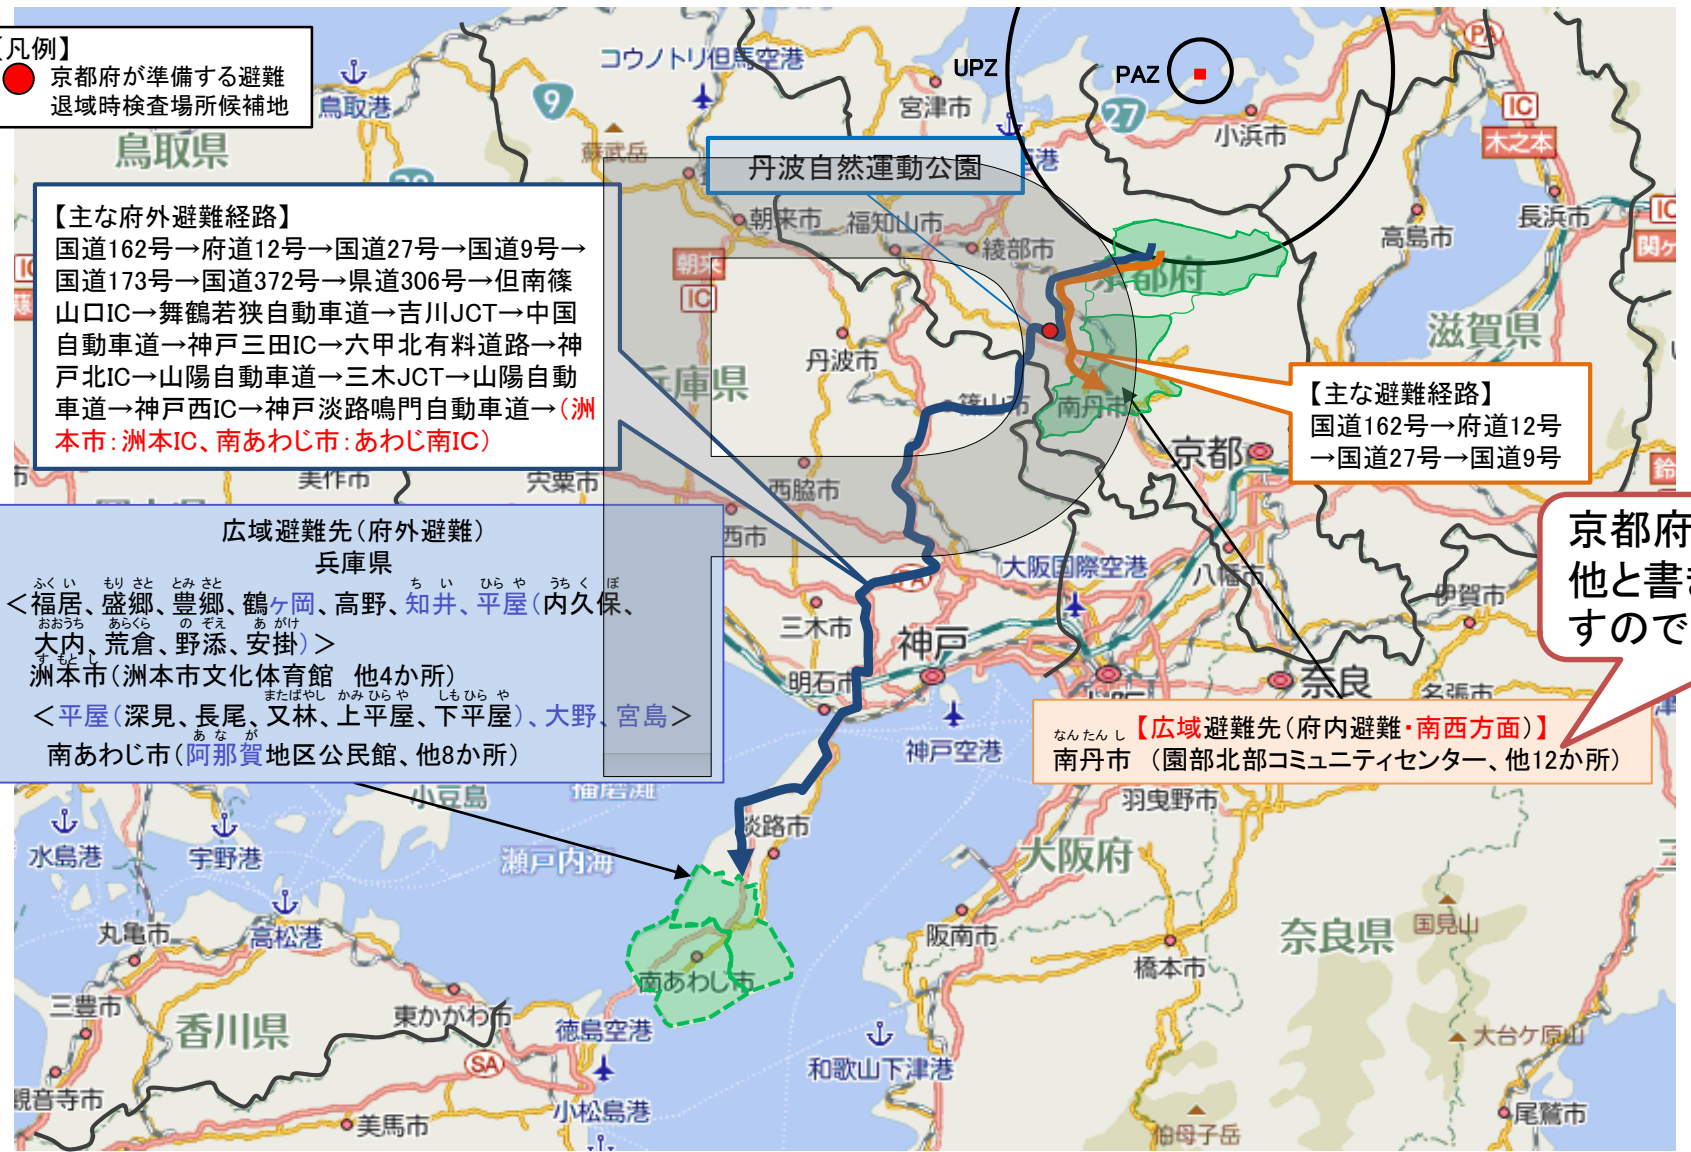 【凡例】
京都府が準備する避難
退域時検査場所候補地
UPZ
PAZ
丹波自然運動公園
【主な府外避難経路】
国道162号→府道12号→国道27号→国道9号→
国道173号→国道372号→県道306号→但南篠
山口IC→舞鶴若狭自動車道→吉川JCT→中国
自動車道→神戸三田IC→六甲北有料道路→神
戸北IC→山陽自動車道→三木JCT→山陽自動
車道→神戸西IC→神戸淡路鳴門自動車道→(洲
本市:洲本IC、南あわじ市:あわじ南IC)
【主な避難経路】
国道162号→府道12号
→国道27号→国道9号
広域避難先(府外避難)
兵庫県
ふくい もりさと とみさと ちい ひらや うちくぼ
<福居、盛郷、豊郷、鶴ヶ岡、高野、知井、平屋(内久保、
おおうち あらくら のぞえ あがけ
大内、荒倉、野添、安掛)>
すもとし
洲本市(洲本市文化体育館 他4か所)
またばやし かみひらや しもひらや
<平屋(深見、長尾、又林、上平屋、下平屋)、大野、宮島>
あなが
南あわじ市(阿那賀地区公民館、他8か所)
京都府
他と書き
すので
【広域避難先(府内避難・南西方面)】
なんたんし
南丹市 (園部北部コミュニティセンター、他12か所)
コウノトリ但馬空港
鳥取港
9
宮津市
27
小浜市
PA
IC
木之本
鳥取県
蘇武岳
港
朝来市
福知山市
綾部市
高島市
長浜市
IC
関ヶ
朝来
IC
京都府
滋賀県
丹波市
兵庫県
篠山市
南丹市
京都
美作市
宍粟市
西脇市
西市
大阪国際空港
八幡市
伊賀市
PA
三木市
神戸
明石市
奈良
名張市
神戸空港
小豆島
播磨灘
羽曳野市
水島港
宇野港
瀬戸内海
淡路市
大阪府
丸亀市
高松港
阪南市
奈良県
国見山
橋本市
南あわじ市
三豊市
香川県
東かがわ市
徳島空港
SA
和歌山下津港
大台ケ原山
観音寺市
美馬市
小松島港
伯母子岳
尾鷲市